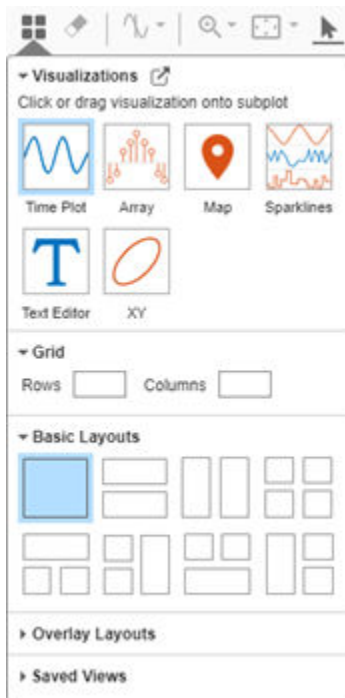 Visualizations
Click or drag visualization onto subplot
Time Plot Array Map Sparklines
T
Text Editor XY
Grid
Rows Columns
Basic Layouts
Overlay Layouts
Saved Views